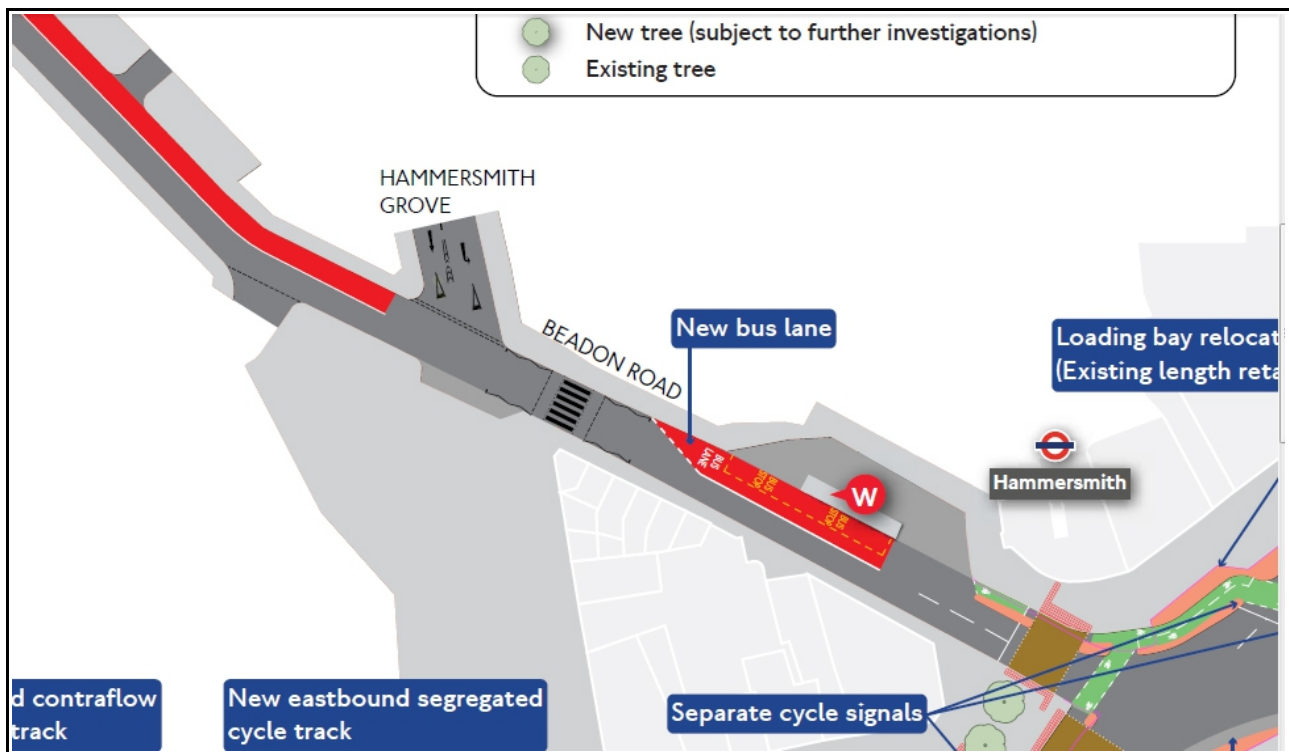 New tree (subject to further investigations)
Existing tree
HAMMERSMITH
GROVE
BEADON ROAD
New bus lane
Loading bay relocat
(Existing length reta
BUS
LANE
BUS
STOP
BUS
STOP
W
Hammersmith
d contraflow
track
New eastbound segregated
cycle track
Separate cycle signals